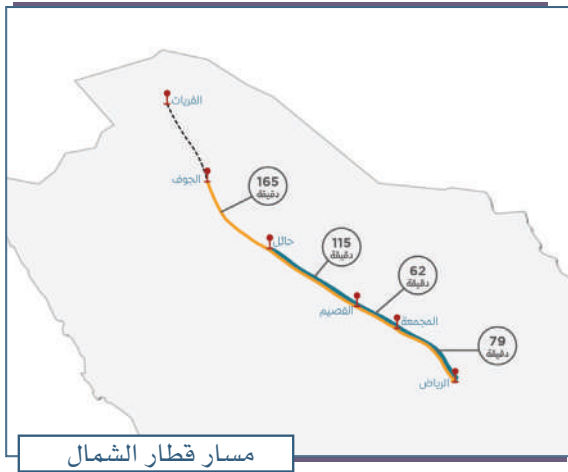 القريات
الجوف
165
دقيقة
حائل
115
دقيقة
62
دقيقة
القصيم
المجمعة
79
دقيقة
الرياض
مسار قطار الشمال